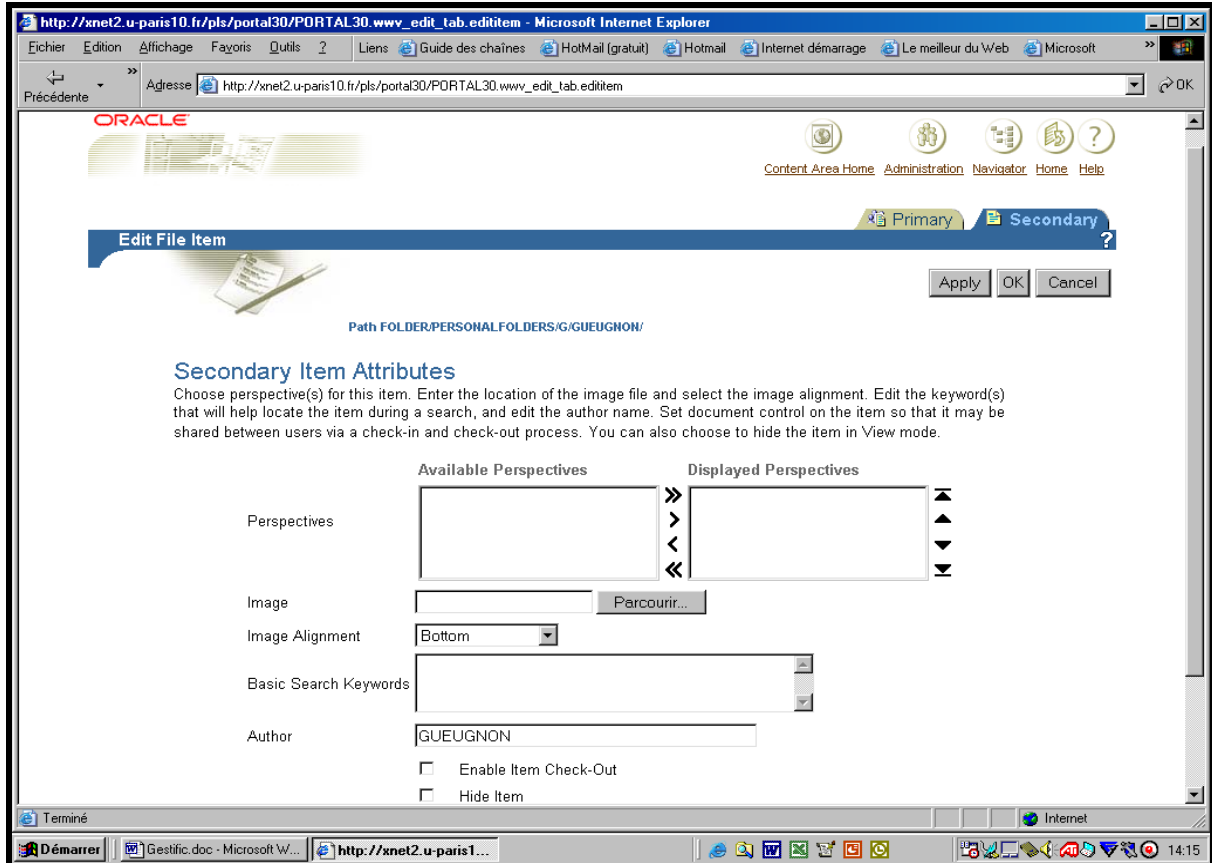 http://xnet2.u-paris10.fr/pls/portal30/PORTAL30.wwv_edit_tab.edititem - Microsoft Internet Explorer
Fichier Edition Affichage Favoris Outils ? Liens Guide des chaînes HotMail (gratuit) Hotmail Internet démarrage Le meilleur du Web Microsoft »
Précédente » Adresse http://xnet2.u-paris10.fr/pls/portal30/PORTAL30.wwv_edit_tab.edititem OK
ORACLE
Content Area Home Administration Navigator Home Help
Primary Secondary
Edit File Item ?
Apply OK Cancel
Path FOLDER/PERSONALFOLDERS/G/GUEUGNON/
Secondary Item Attributes
Choose perspective(s) for this item. Enter the location of the image file and select the image alignment. Edit the keyword(s)
that will help locate the item during a search, and edit the author name. Set document control on the item so that it may be
shared between users via a check-in and check-out process. You can also choose to hide the item in View mode.
Available Perspectives Displayed Perspectives
Perspectives
Image Parcourir...
Image Alignment Bottom
Basic Search Keywords
Author GUEUGNON
Enable Item Check-Out
Hide Item
Terminé Internet
Démarrer Gestific.doc - Microsoft W... http://xnet2.u-paris1... 14:15